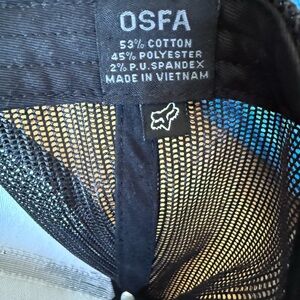 OSFA
53% COTTON
45% POLYESTER
2% P.U.SPANDEX
MADE IN VIETNAM